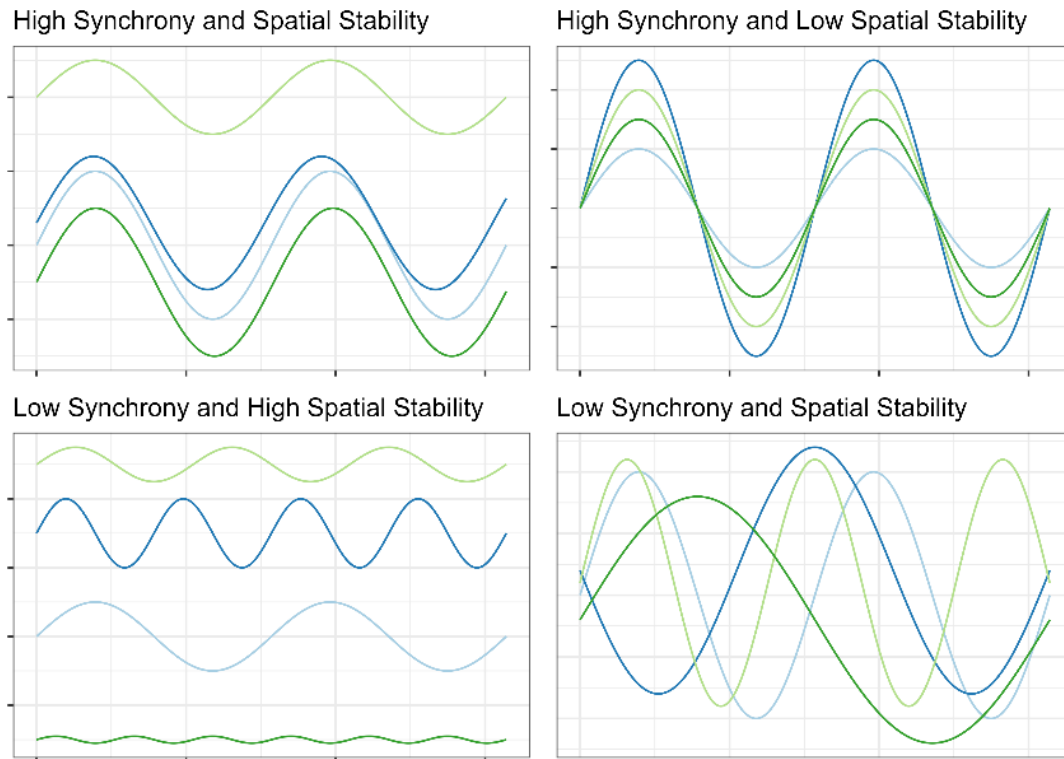 High Synchrony and Spatial Stability
High Synchrony and Low Spatial Stability
Low Synchrony and High Spatial Stability
Low Synchrony and Spatial Stability